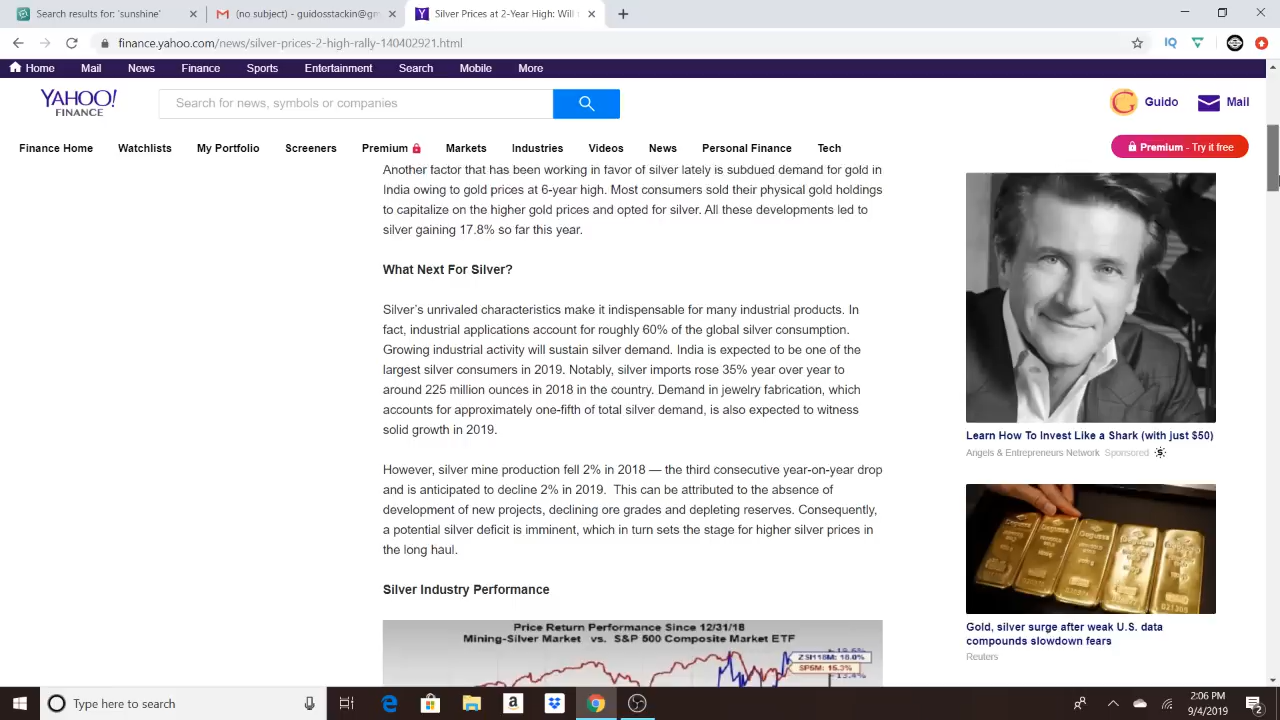 Responses for 'sunshine'
(no subject) - guidosstack@gm
Silver Prices at 2-Year High: Will
finance.yahoo.com/news/silver-prices-2-high-rally-140402921.html
Home Mail News Finance Sports Entertainment Search Mobile More
YAHOO!
FINANCE
Search for news, symbols or companies
Guido Mail
Finance Home Watchlists My Portfolio Screeners Premium Markets Industries Videos News Personal Finance Tech
Premium - Try it free
Another factor that has been working in favor of silver lately is subdued demand for gold in
India owing to gold prices at 6-year high. Most consumers sold their physical gold holdings
to capitalize on the higher gold prices and opted for silver. All these developments led to
silver gaining 17.8% so far this year.
What Next For Silver?
Silver's unrivaled characteristics make it indispensable for many industrial products. In
fact, industrial applications account for roughly 60% of the global silver consumption.
Growing industrial activity will sustain silver demand. India is expected to be one of the
largest silver consumers in 2019. Notably, silver imports rose 35% year over year to
around 225 million ounces in 2018 in the country. Demand in jewelry fabrication, which
accounts for approximately one-fifth of total silver demand, is also expected to witness
solid growth in 2019.
However, silver mine production fell 2% in 2018 — the third consecutive year-on-year drop
and is anticipated to decline 2% in 2019. This can be attributed to the absence of
development of new projects, declining ore grades and depleting reserves. Consequently,
a potential silver deficit is imminent, which in turn sets the stage for higher silver prices in
the long haul.
Silver Industry Performance
Price Return Performance Since 12/31/18
Mining-Silver Market vs. S&P 500 Composite Market ETF
ZSH18M: 18.0%
SP5M: 15.3%
13.4%
Learn How To Invest Like a Shark (with just $50)
Angels & Entrepreneurs Network Sponsored
Gold, silver surge after weak U.S. data
compounds slowdown fears
Reuters
Type here to search
2:06 PM
9/4/2019
2